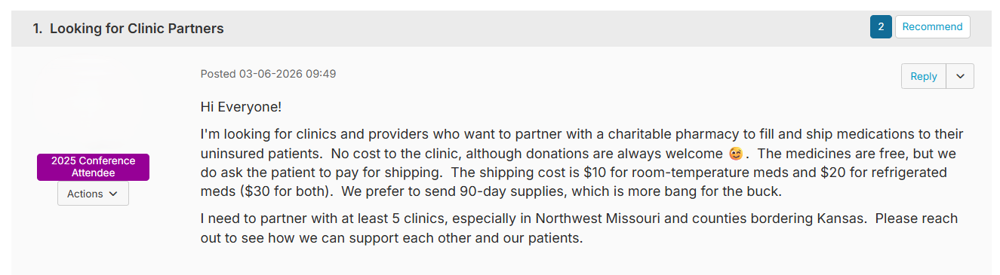 1. Looking for Clinic Partners
2 Recommend
Posted 03-06-2026 09:49
Reply
Hi Everyone!
I'm looking for clinics and providers who want to partner with a charitable pharmacy to fill and ship medications to their
uninsured patients.  No cost to the clinic, although donations are always welcome 😅.  The medicines are free, but we
do ask the patient to pay for shipping.  The shipping cost is $10 for room-temperature meds and $20 for refrigerated
meds ($30 for both).  We prefer to send 90-day supplies, which is more bang for the buck.
I need to partner with at least 5 clinics, especially in Northwest Missouri and counties bordering Kansas.  Please reach
out to see how we can support each other and our patients.
2025 Conference
Attendee
Actions